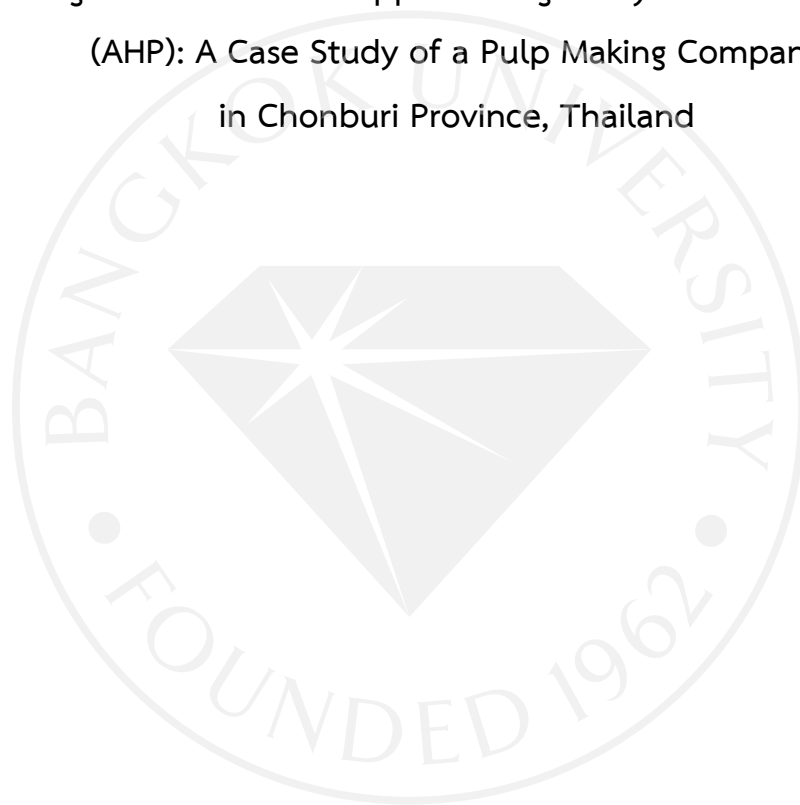 (AHP): A Case Study of a Pulp Making Compan
in Chonburi Province, Thailand
BANGKOK UNIVERSITY
FOUNDED 1962